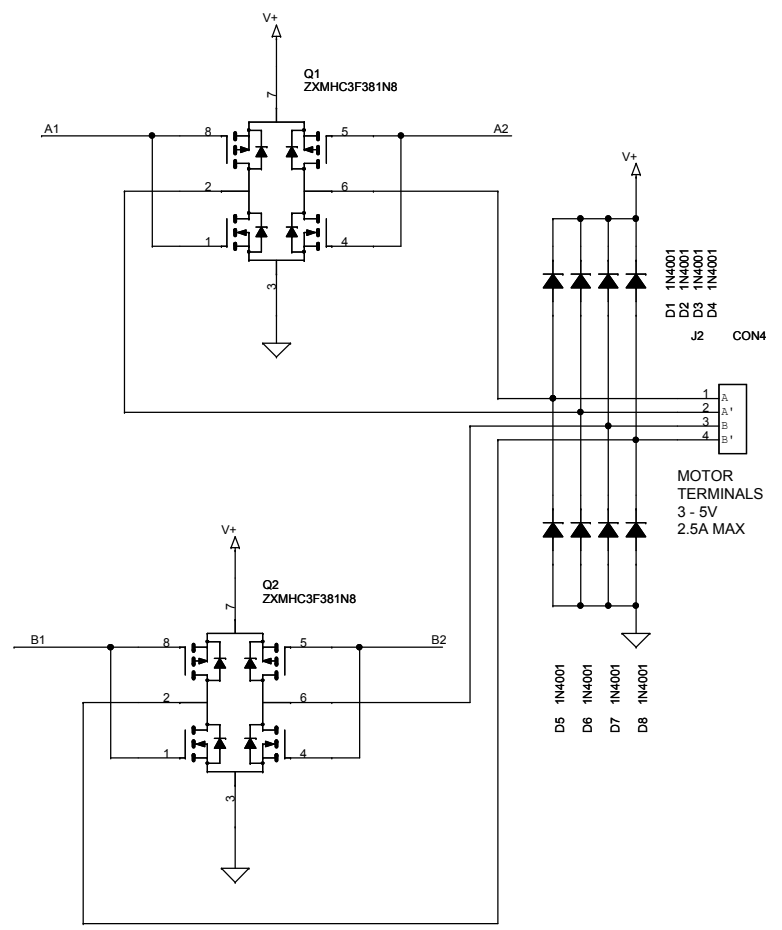 V+
Q1
ZXMHC3F381N8
7
A1
8
5
A2
2
6
1
4
3
V+
D1 1N4001
D2 1N4001
D3 1N4001
D4 1N4001
J2 CON4
1 A
2 A'
3 B
4 B'
MOTOR
TERMINALS
3 - 5V
2.5A MAX
V+
Q2
ZXMHC3F381N8
7
B1
8
5
B2
2
6
1
4
3
D5 1N4001
D6 1N4001
D7 1N4001
D8 1N4001